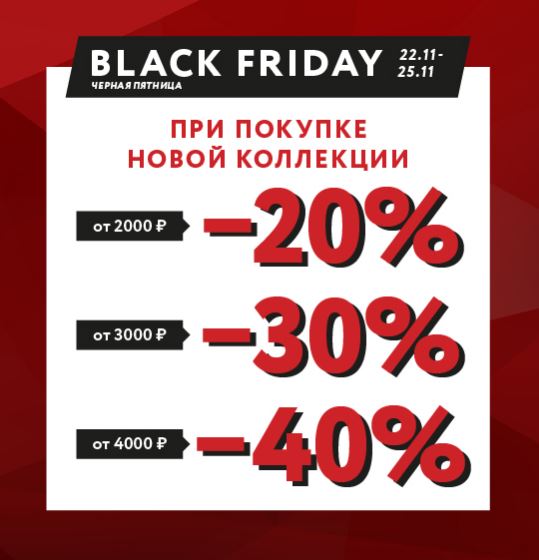 BLACK FRIDAY 22.11-
25.11
ЧЕРНАЯ ПЯТНИЦА
ПРИ ПОКУПКЕ
НОВОЙ КОЛЛЕКЦИИ
от 2000 ₽ –20%
от 3000 ₽ –30%
от 4000 ₽ –40%